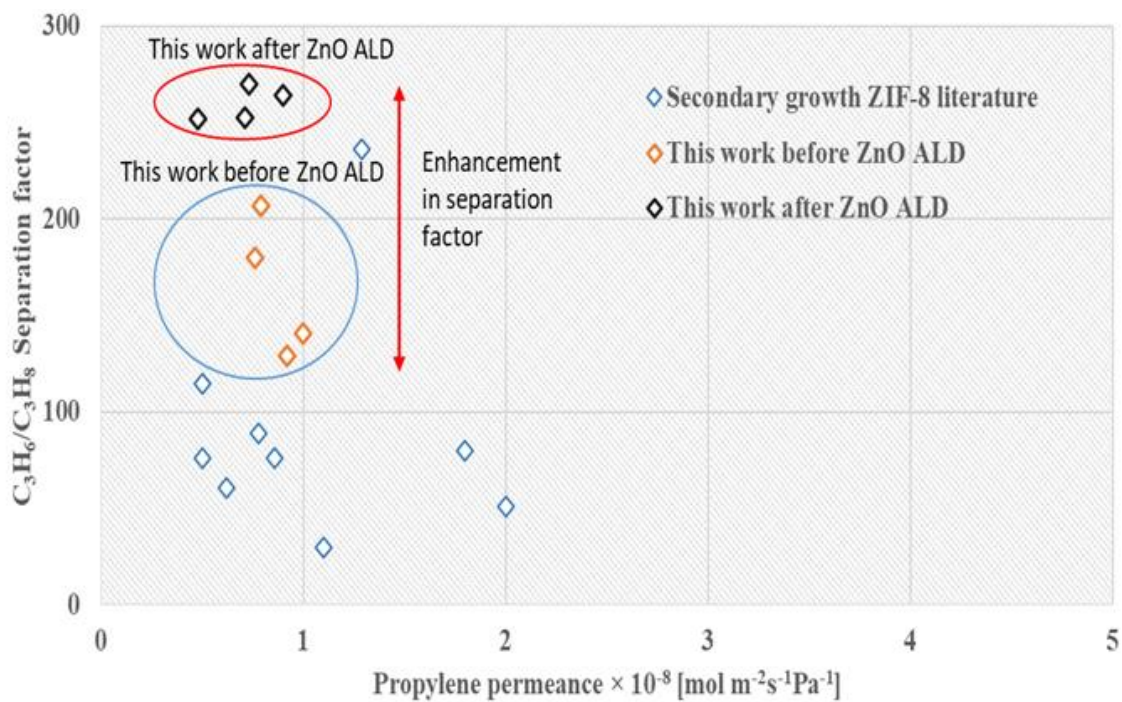 300
This work after ZnO ALD
Secondary growth ZIF-8 literature
This work before ZnO ALD
This work before ZnO ALD
Enhancement
in separation
factor
This work after ZnO ALD
200
C₃H₆/C₃H₈ Separation factor
100
0
0 1 2 3 4 5
Propylene permeance × 10⁻⁸ [mol m⁻²s⁻¹Pa⁻¹]